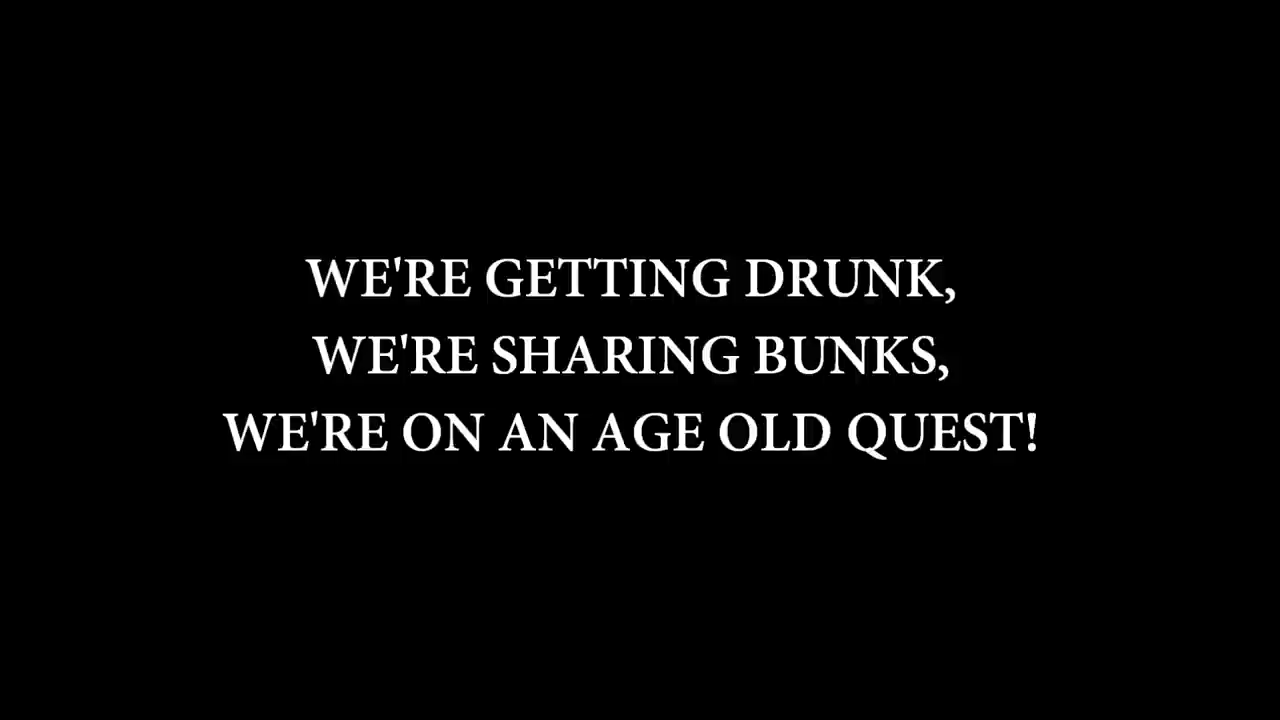 WE'RE GETTING DRUNK,
WE'RE SHARING BUNKS,
WE'RE ON AN AGE OLD QUEST!